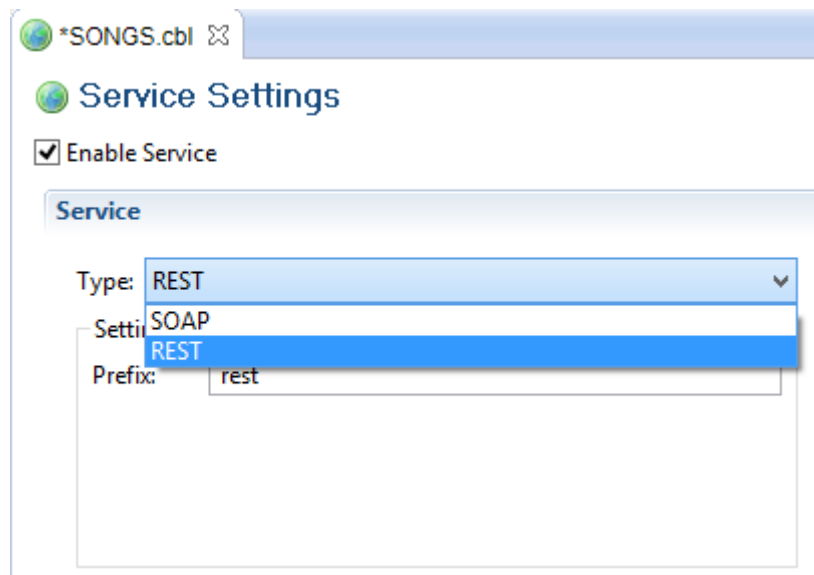 *SONGS.cbl
Service Settings
Enable Service
Service
Type: REST
SOAP
REST
Prefix: rest